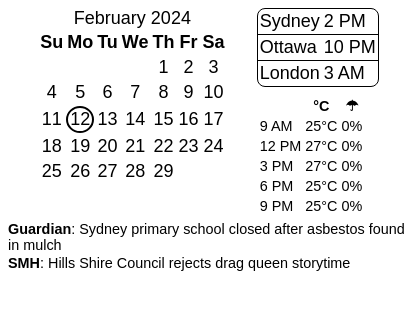 February 2024
Su Mo Tu We Th Fr Sa
1 2 3
4 5 6 7 8 9 10
11 12 13 14 15 16 17
18 19 20 21 22 23 24
25 26 27 28 29
Sydney 2 PM
Ottawa 10 PM
London 3 AM
°C ☂
9 AM 25°C 0%
12 PM 27°C 0%
3 PM 27°C 0%
6 PM 25°C 0%
9 PM 25°C 0%
Guardian: Sydney primary school closed after asbestos found
in mulch
SMH: Hills Shire Council rejects drag queen storytime